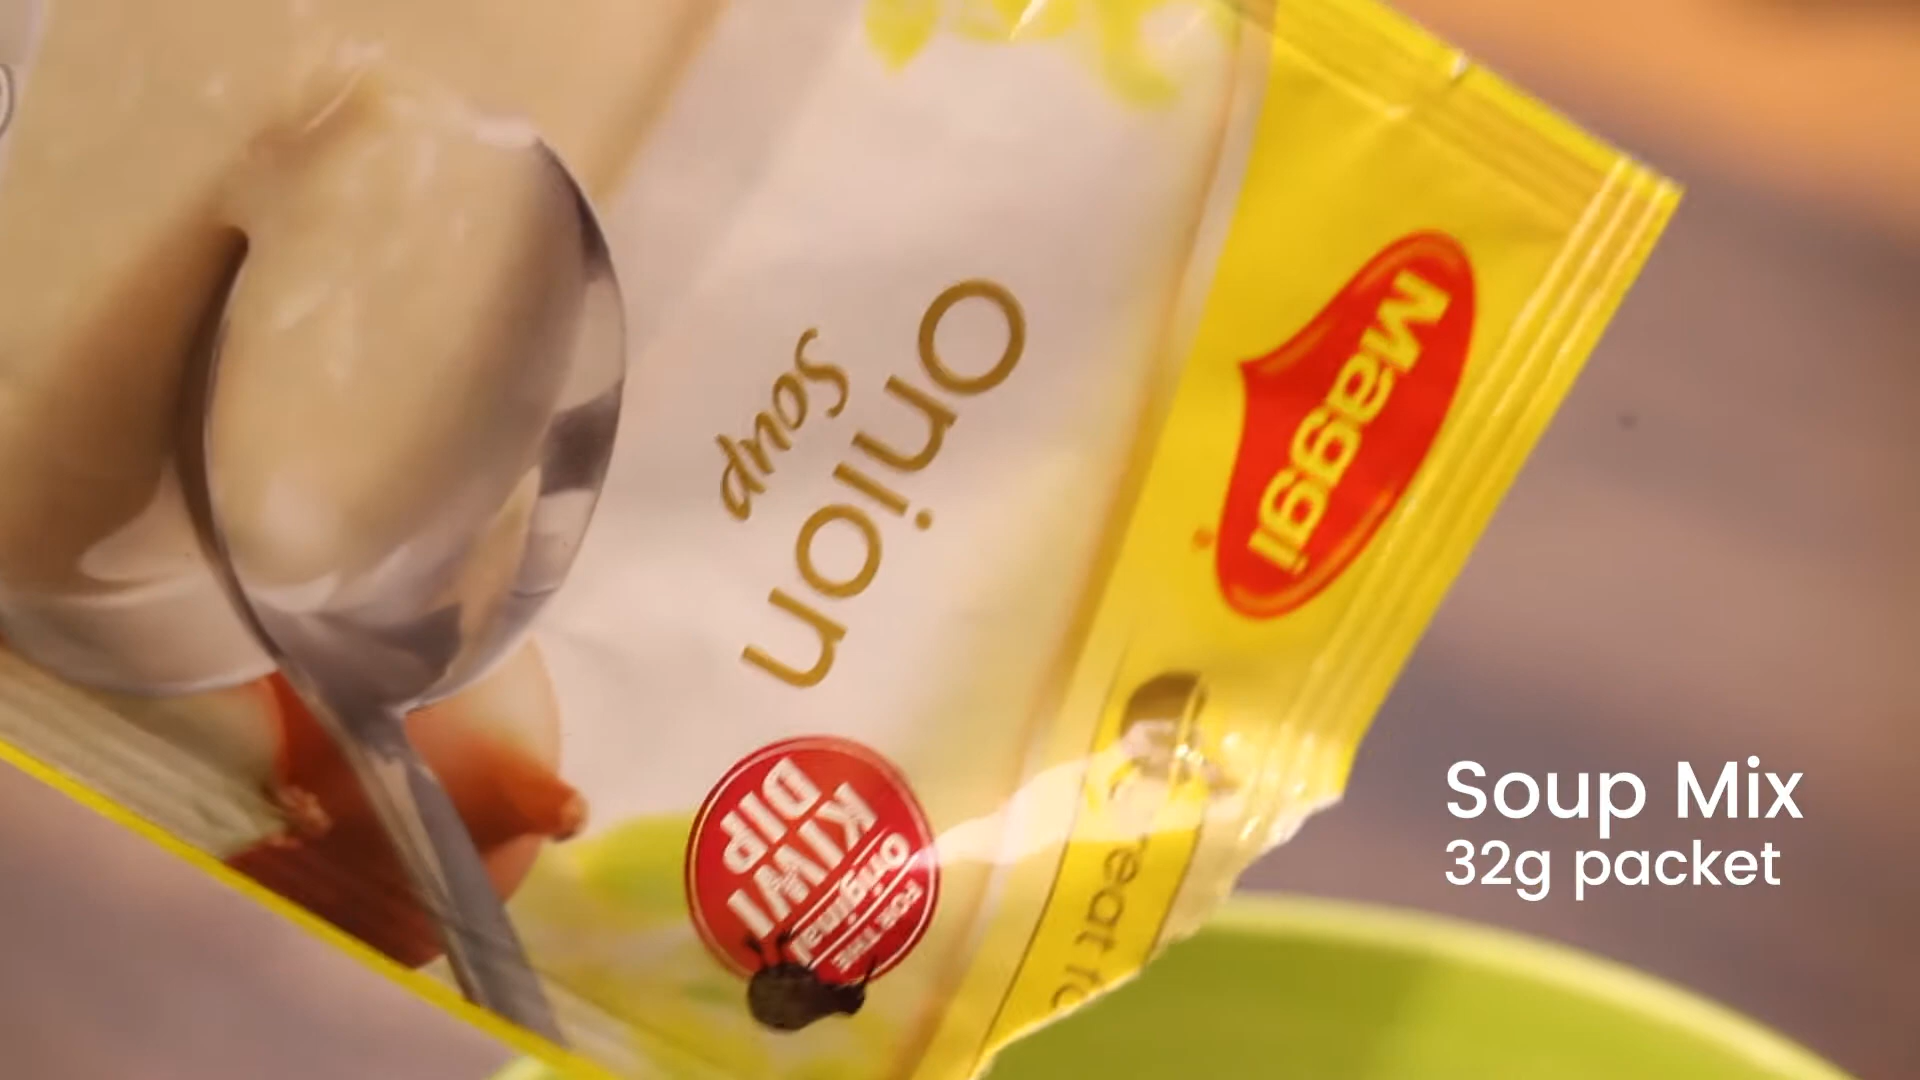 Maggi
Onion
Soup
FOR THE
Original
KIWI
DIP
Soup Mix
32g packet